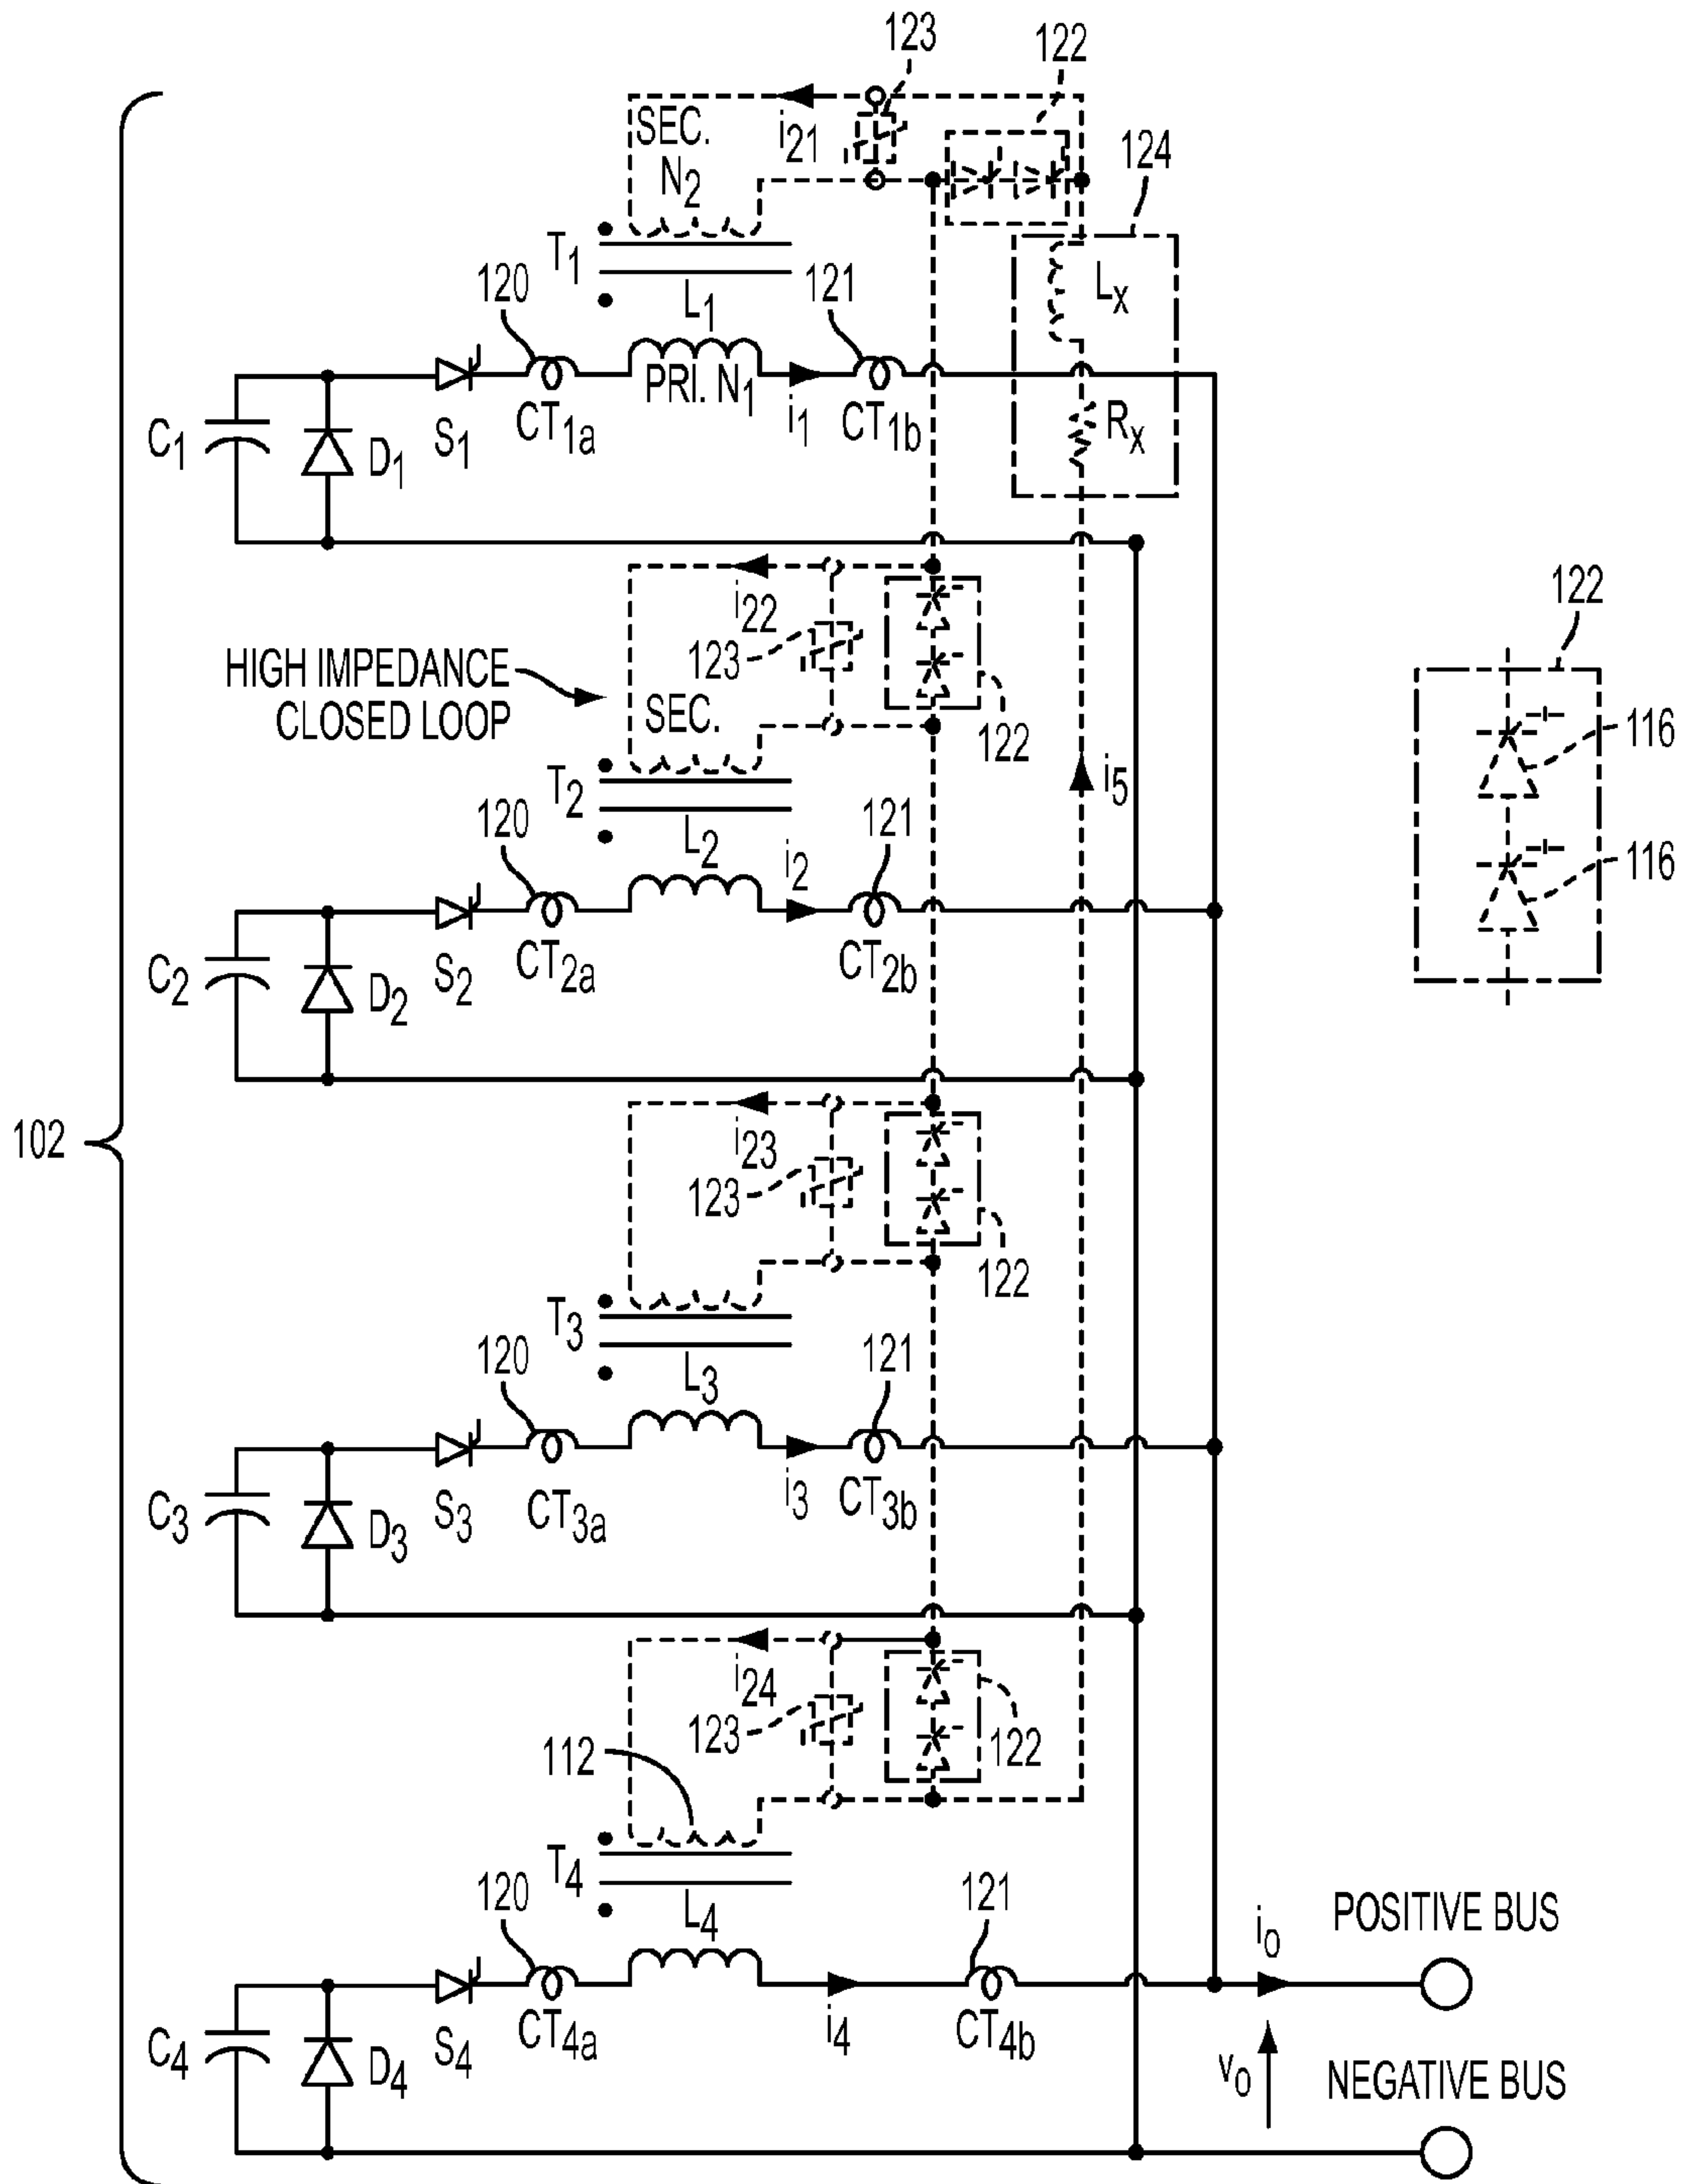 123
122
SEC.
N2
i21
124
T1
Lx
120
L1
121
PRI. N1
i1
Rx
C1
D1
S1
CT1a
CT1b
i22
123
122
HIGH IMPEDANCE
CLOSED LOOP
SEC.
122
116
116
T2
i5
120
L2
i2
121
C2
D2
S2
CT2a
CT2b
102
i23
123
122
T3
120
L3
121
C3
D3
S3
CT3a
i3
CT3b
i24
123
122
112
T4
120
L4
121
i0
POSITIVE BUS
C4
D4
S4
CT4a
i4
CT4b
v0
NEGATIVE BUS